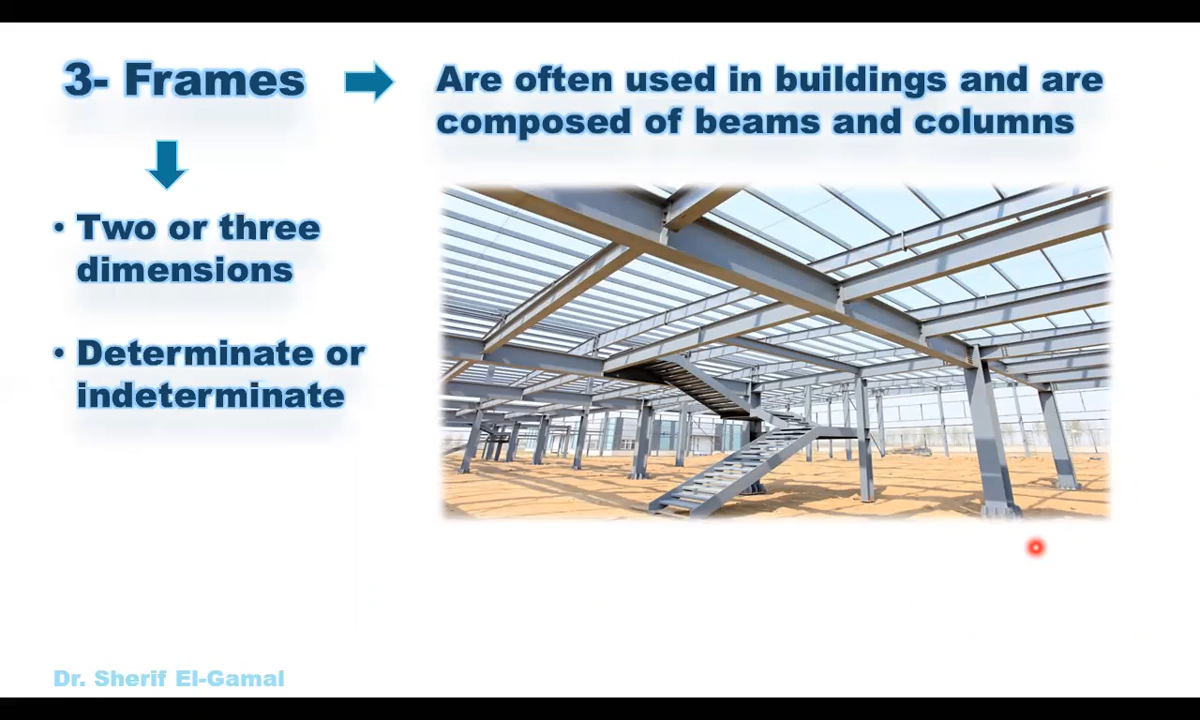 3- Frames
Are often used in buildings and are
composed of beams and columns
• Two or three
dimensions
• Determinate or
indeterminate
Dr. Sherif El-Gamal